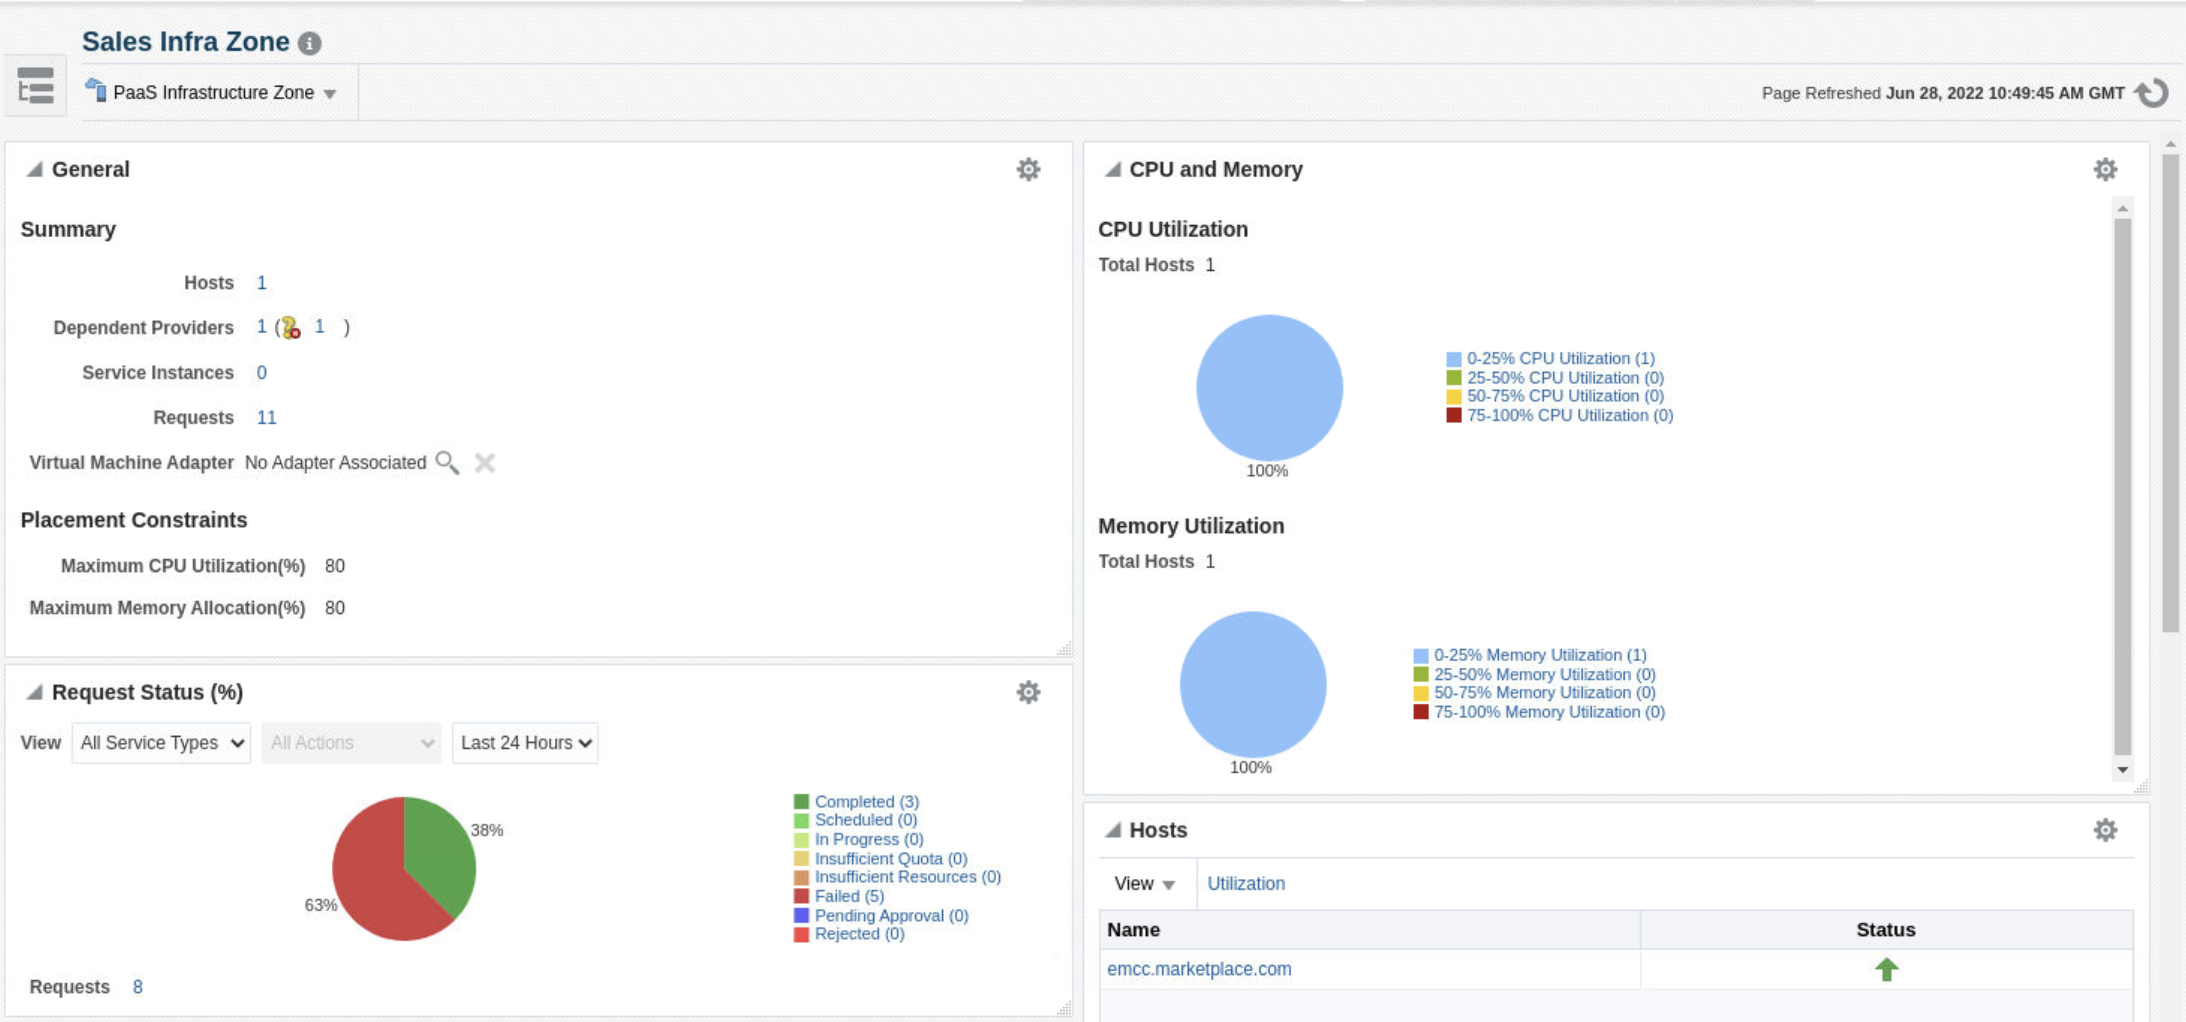 Sales Infra Zone
PaaS Infrastructure Zone
Page Refreshed Jun 28, 2022 10:49:45 AM GMT
General
Summary
Hosts 1
Dependent Providers 1 ( 1 )
Service Instances 0
Requests 11
Virtual Machine Adapter No Adapter Associated
Placement Constraints
Maximum CPU Utilization(%) 80
Maximum Memory Allocation(%) 80
Request Status (%)
View All Service Types All Actions Last 24 Hours
38%
63%
Completed (3)
Scheduled (0)
In Progress (0)
Insufficient Quota (0)
Insufficient Resources (0)
Failed (5)
Pending Approval (0)
Rejected (0)
Requests 8
CPU and Memory
CPU Utilization
Total Hosts 1
100%
0-25% CPU Utilization (1)
25-50% CPU Utilization (0)
50-75% CPU Utilization (0)
75-100% CPU Utilization (0)
Memory Utilization
Total Hosts 1
100%
0-25% Memory Utilization (1)
25-50% Memory Utilization (0)
50-75% Memory Utilization (0)
75-100% Memory Utilization (0)
Hosts
View Utilization
Name Status
emcc.marketplace.com